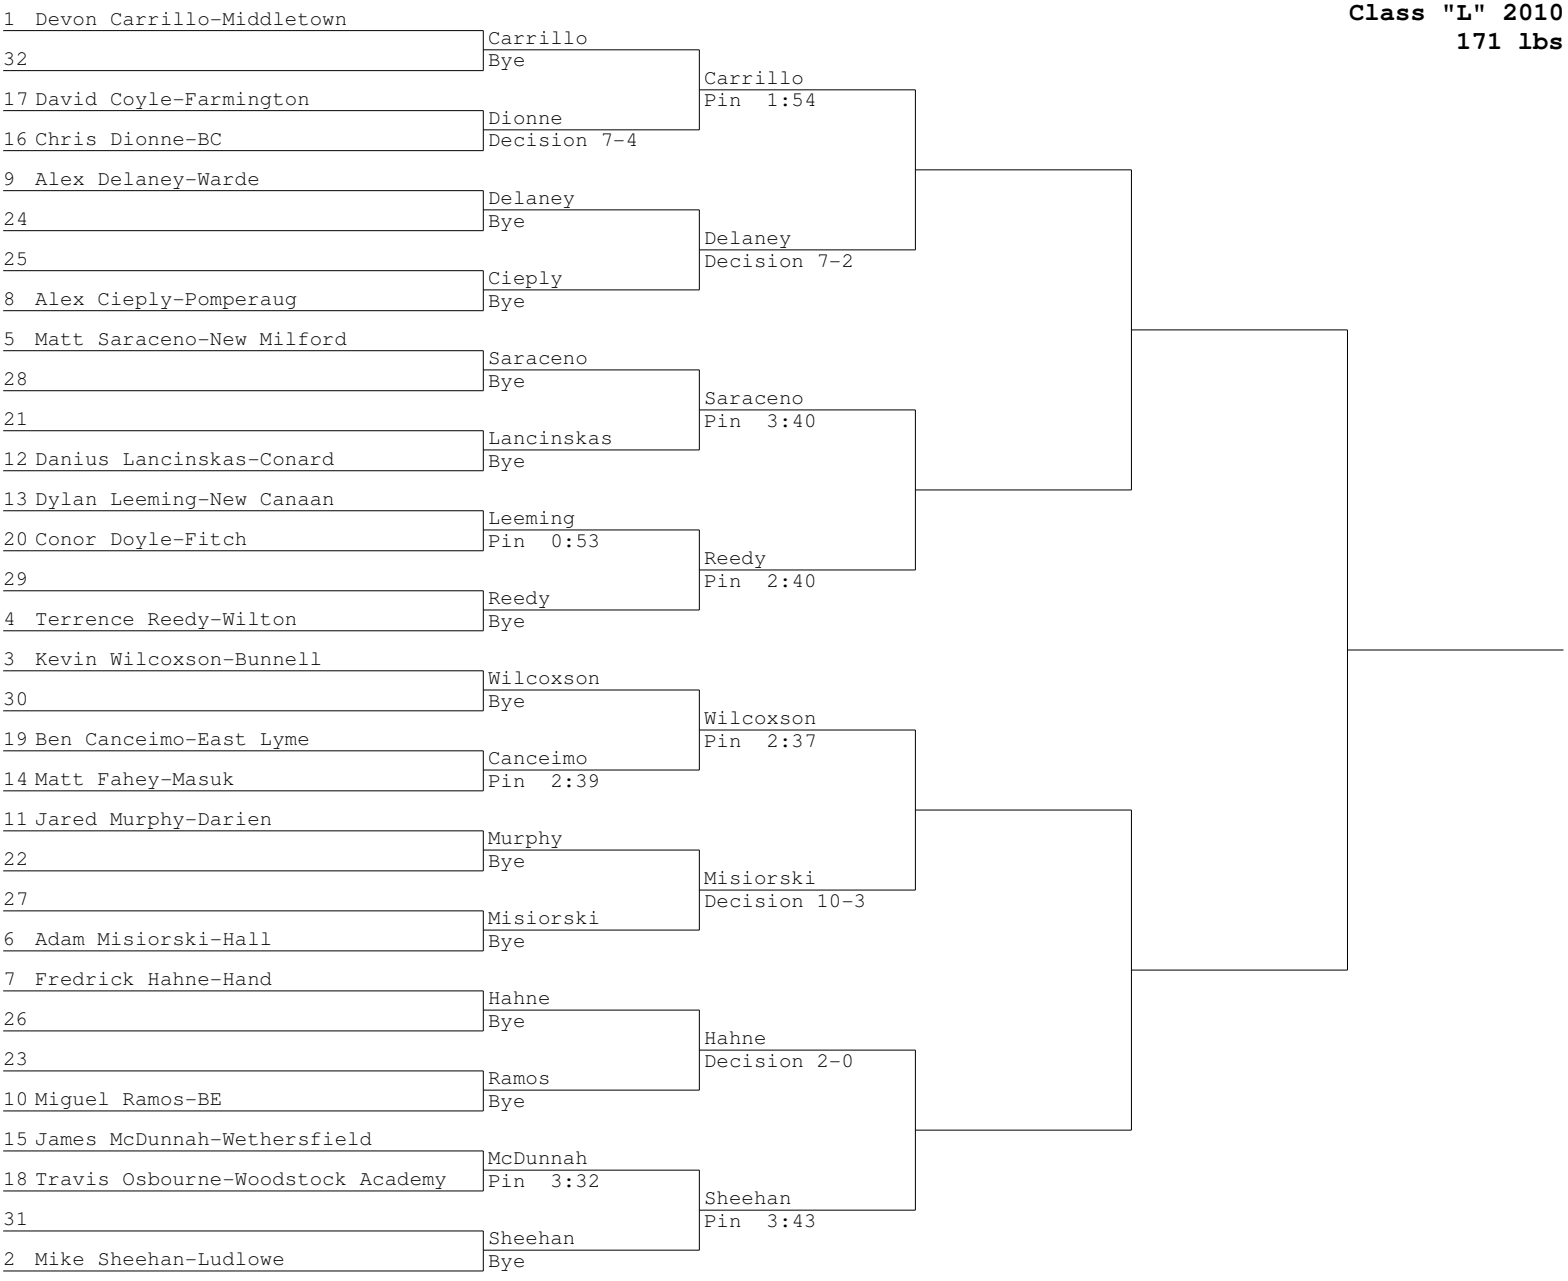 Class "L" 2010
171 lbs
1 Devon Carrillo-Middletown
Carrillo
32
Bye
Carrillo
17 David Coyle-Farmington
Pin 1:54
Dionne
16 Chris Dionne-BC
Decision 7-4
9 Alex Delaney-Warde
Delaney
24
Bye
Delaney
25
Decision 7-2
Cieply
8 Alex Cieply-Pomperaug
Bye
5 Matt Saraceno-New Milford
Saraceno
28
Bye
Saraceno
21
Pin 3:40
Lancinskas
12 Danius Lancinskas-Conard
Bye
13 Dylan Leeming-New Canaan
Leeming
20 Conor Doyle-Fitch
Pin 0:53
Reedy
29
Pin 2:40
Reedy
4 Terrence Reedy-Wilton
Bye
3 Kevin Wilcoxson-Bunnell
Wilcoxson
30
Bye
Wilcoxson
19 Ben Canceimo-East Lyme
Pin 2:37
Canceimo
14 Matt Fahey-Masuk
Pin 2:39
11 Jared Murphy-Darien
Murphy
22
Bye
Misiorski
27
Decision 10-3
Misiorski
6 Adam Misiorski-Hall
Bye
7 Fredrick Hahne-Hand
Hahne
26
Bye
Hahne
23
Decision 2-0
Ramos
10 Miguel Ramos-BE
Bye
15 James McDunnah-Wethersfield
McDunnah
18 Travis Osbourne-Woodstock Academy
Pin 3:32
Sheehan
31
Pin 3:43
Sheehan
2 Mike Sheehan-Ludlowe
Bye